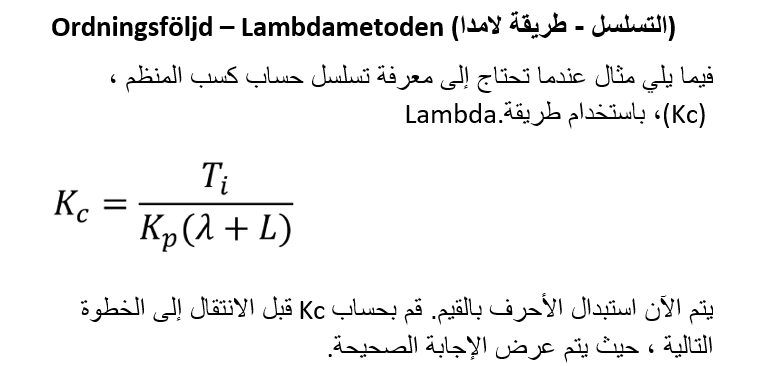 Ordningsföljd – Lambdametoden (التسلسل - طريقة لامدا)
فيما يلي مثال عندما تحتاج إلى معرفة تسلسل حساب كسب المنظم ،
(Kc)، باستخدام طريقة.Lambda
K_c = T_i / K_p(λ + L)
يتم الآن استبدال الأحرف بالقيم. قم بحساب Kc قبل الانتقال إلى الخطوة
التالية ، حيث يتم عرض الإجابة الصحيحة.